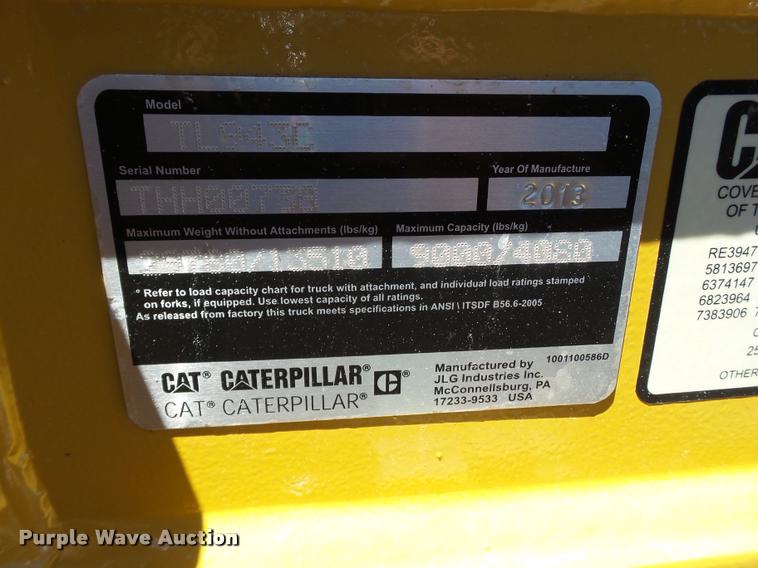 Model
TL943C
Serial Number
Year Of Manufacture
THH00738
2013
Maximum Weight Without Attachments (lbs/kg)
Maximum Capacity (lbs/kg)
9000/4080
* Refer to load capacity chart for truck with attachment, and individual load ratings stamped
on forks, if equipped. Use lowest capacity of all ratings.
As released from factory this truck meets specifications in ANSI \ ITSDF B56.6-2005
1001100586D
CAT® CATERPILLAR® C®
CAT® CATERPILLAR®
Manufactured by
JLG Industries Inc.
McConnellsburg, PA
17233-9533 USA
COVE
OF T
U
RE3947
5813697
6374147
6823964
7383906 7
25
OTHER
Purple Wave Auction